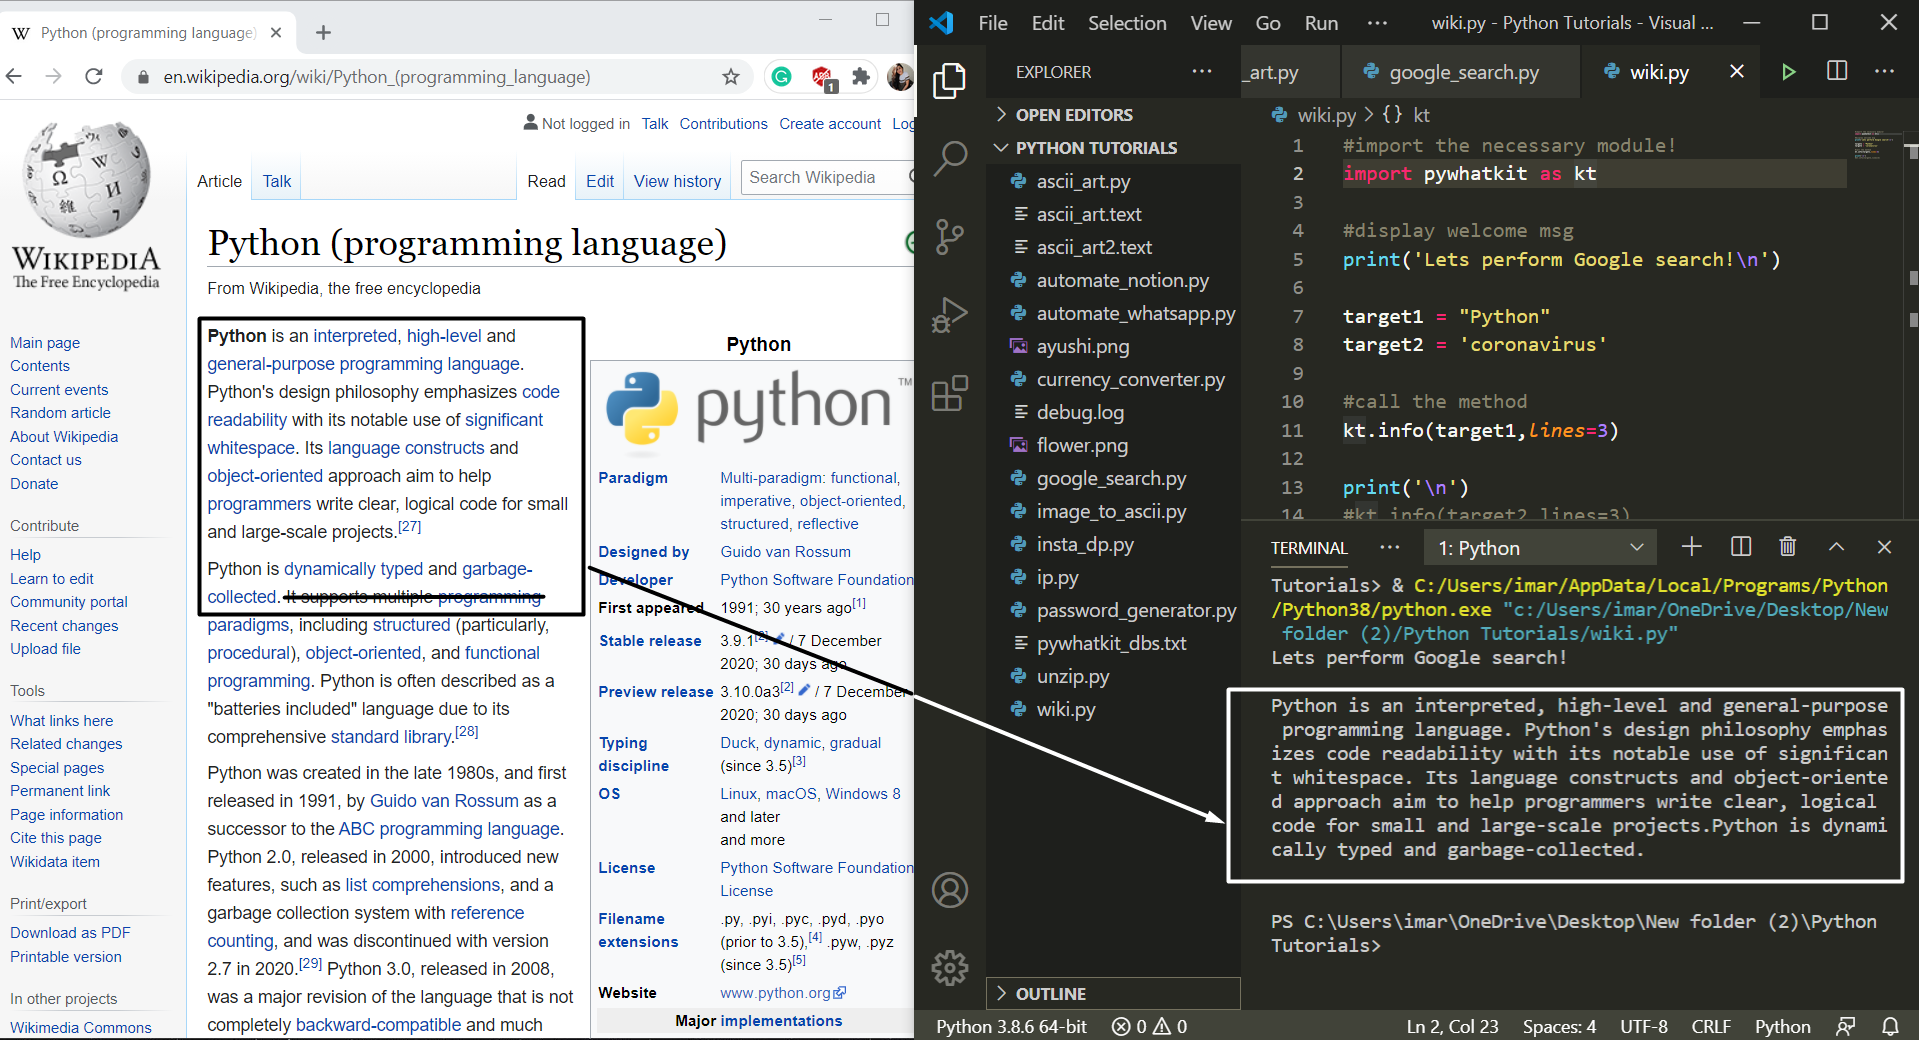 Python (programming language)
en.wikipedia.org/wiki/Python_(programming_language)
1
Not logged in Talk Contributions Create account Log
Article Talk Read Edit View history Search Wikipedia
WIKIPEDIA
The Free Encyclopedia
Main page
Contents
Current events
Random article
About Wikipedia
Contact us
Donate
Contribute
Help
Learn to edit
Community portal
Recent changes
Upload file
Tools
What links here
Related changes
Special pages
Permanent link
Page information
Cite this page
Wikidata item
Print/export
Download as PDF
Printable version
In other projects
Wikimedia Commons
Python (programming language)
From Wikipedia, the free encyclopedia
Python is an interpreted, high-level and
general-purpose programming language.
Python's design philosophy emphasizes code
readability with its notable use of significant
whitespace. Its language constructs and
object-oriented approach aim to help
programmers write clear, logical code for small
and large-scale projects.[27]
Python is dynamically typed and garbage-
collected. It supports multiple programming
paradigms, including structured (particularly,
procedural), object-oriented, and functional
programming. Python is often described as a
"batteries included" language due to its
comprehensive standard library.[28]
Python was created in the late 1980s, and first
released in 1991, by Guido van Rossum as a
successor to the ABC programming language.
Python 2.0, released in 2000, introduced new
features, such as list comprehensions, and a
garbage collection system with reference
counting, and was discontinued with version
2.7 in 2020.[29] Python 3.0, released in 2008,
was a major revision of the language that is not
completely backward-compatible and much
Python
python TM
Paradigm Multi-paradigm: functional,
imperative, object-oriented,
structured, reflective
Designed by Guido van Rossum
Developer Python Software Foundation
First appeared 1991; 30 years ago[1]
Stable release 3.9.1[2] / 7 December
2020; 30 days ago
Preview release 3.10.0a3[2] / 7 December
2020; 30 days ago
Typing Duck, dynamic, gradual
discipline (since 3.5)[3]
OS Linux, macOS, Windows 8
and later
and more
License Python Software Foundation
License
Filename .py, .pyi, .pyc, .pyd, .pyo
extensions (prior to 3.5),[4] .pyw, .pyz
(since 3.5)[5]
Website www.python.org
Major implementations
File Edit Selection View Go Run ··· wiki.py - Python Tutorials - Visual ...
EXPLORER ···
OPEN EDITORS
PYTHON TUTORIALS
ascii_art.py
ascii_art.text
ascii_art2.text
automate_notion.py
automate_whatsapp.py
ayushi.png
currency_converter.py
debug.log
flower.png
google_search.py
image_to_ascii.py
insta_dp.py
ip.py
password_generator.py
pywhatkit_dbs.txt
unzip.py
wiki.py
OUTLINE
_art.py google_search.py wiki.py ···
wiki.py > {} kt
1 #import the necessary module!
2 import pywhatkit as kt
3
4 #display welcome msg
5 print('Lets perform Google search!\n')
6
7 target1 = "Python"
8 target2 = 'coronavirus'
9
10 #call the method
11 kt.info(target1,lines=3)
12
13 print('\n')
14 #kt.info(target2,lines=3)
TERMINAL ··· 1: Python
Tutorials> & C:/Users/imar/AppData/Local/Programs/Python
/Python38/python.exe "c:/Users/imar/OneDrive/Desktop/New
folder (2)/Python Tutorials/wiki.py"
Lets perform Google search!
Python is an interpreted, high-level and general-purpose
programming language. Python's design philosophy emphas
izes code readability with its notable use of significan
t whitespace. Its language constructs and object-oriente
d approach aim to help programmers write clear, logical
code for small and large-scale projects.Python is dynami
cally typed and garbage-collected.
PS C:\Users\imar\OneDrive\Desktop\New folder (2)\Python
Tutorials>
Python 3.8.6 64-bit 0 0 Ln 2, Col 23 Spaces: 4 UTF-8 CRLF Python